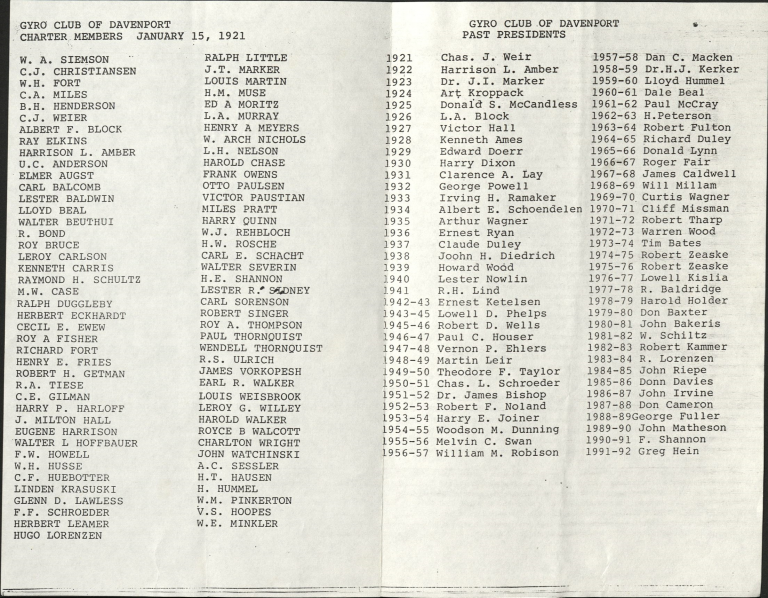 GYRO CLUB OF DAVENPORT
CHARTER MEMBERS JANUARY 15, 1921
W. A. SIEMSON
C.J. CHRISTIANSEN
W.H. FORT
C.A. MILES
B.H. HENDERSON
C.J. WEIER
ALBERT F. BLOCK
RAY ELKINS
HARRISON L. AMBER
U.C. ANDERSON
ELMER AUGST
CARL BALCOMB
LESTER BALDWIN
LLOYD BEAL
WALTER BEUTHUI
R. BOND
ROY BRUCE
LEROY CARLSON
KENNETH CARRIS
RAYMOND H. SCHULTZ
M.W. CASE
RALPH DUGGLEBY
HERBERT ECKHARDT
CECIL E. EWEW
ROY A FISHER
RICHARD FORT
HENRY E. FRIES
ROBERT H. GETMAN
R.A. TIESE
C.E. GILMAN
HARRY P. HARLOFF
J. MILTON HALL
EUGENE HARRISON
WALTER L HOFFBAUER
F.W. HOWELL
W.H. HUSSE
C.F. HUEBOTTER
LINDEN KRASUSKI
GLENN D. LAWLESS
F.F. SCHROEDER
HERBERT LEAMER
HUGO LORENZEN
RALPH LITTLE
J.T. MARKER
LOUIS MARTIN
H.M. MUSE
ED A MORITZ
L.A. MURRAY
HENRY A MEYERS
W. ARCH NICHOLS
L.H. NELSON
HAROLD CHASE
FRANK OWENS
OTTO PAULSEN
VICTOR PAUSTIAN
MILES PRATT
HARRY QUINN
W.J. REHBLOCH
H.W. ROSCHE
CARL E. SCHACHT
WALTER SEVERIN
H.E. SHANNON
LESTER R. SIDNEY
CARL SORENSON
ROBERT SINGER
ROY A. THOMPSON
PAUL THORNQUIST
WENDELL THORNQUIST
R.S. ULRICH
JAMES VORKOPESH
EARL R. WALKER
LOUIS WEISBROOK
LEROY G. WILLEY
HAROLD WALKER
ROYCE B WALCOTT
CHARLTON WRIGHT
JOHN WATCHINSKI
A.C. SESSLER
H.T. HAUSEN
H. HUMMEL
W.M. PINKERTON
V.S. HOOPES
W.E. MINKLER
GYRO CLUB OF DAVENPORT
PAST PRESIDENTS
1921 Chas. J. Weir
1922 Harrison L. Amber
1923 Dr. J.I. Marker
1924 Art Kroppack
1925 Donald S. McCandless
1926 L.A. Block
1927 Victor Hall
1928 Kenneth Ames
1929 Edward Doerr
1930 Harry Dixon
1931 Clarence A. Lay
1932 George Powell
1933 Irving H. Ramaker
1934 Albert E. Schoendelen
1935 Arthur Wagner
1936 Ernest Ryan
1937 Claude Duley
1938 Joohn H. Diedrich
1939 Howard Wodd
1940 Lester Nowlin
1941 R.H. Lind
1942-43 Ernest Ketelsen
1943-45 Lowell D. Phelps
1945-46 Robert D. Wells
1946-47 Paul C. Houser
1947-48 Vernon P. Ehlers
1948-49 Martin Leir
1949-50 Theodore F. Taylor
1950-51 Chas. L. Schroeder
1951-52 Dr. James Bishop
1952-53 Robert F. Noland
1953-54 Harry E. Joiner
1954-55 Woodson M. Dunning
1955-56 Melvin C. Swan
1956-57 William M. Robison
1957-58 Dan C. Macken
1958-59 Dr.H.J. Kerker
1959-60 Lloyd Hummel
1960-61 Dale Beal
1961-62 Paul McCray
1962-63 H.Peterson
1963-64 Robert Fulton
1964-65 Richard Duley
1965-66 Donald Lynn
1966-67 Roger Fair
1967-68 James Caldwell
1968-69 Will Millam
1969-70 Curtis Wagner
1970-71 Cliff Missman
1971-72 Robert Tharp
1972-73 Warren Wood
1973-74 Tim Bates
1974-75 Robert Zeaske
1975-76 Robert Zeaske
1976-77 Lowell Kislia
1977-78 R. Baldridge
1978-79 Harold Holder
1979-80 Don Baxter
1980-81 John Bakeris
1981-82 W. Schiltz
1982-83 Robert Kammer
1983-84 R. Lorenzen
1984-85 John Riepe
1985-86 Donn Davies
1986-87 John Irvine
1987-88 Don Cameron
1988-89George Fuller
1989-90 John Matheson
1990-91 F. Shannon
1991-92 Greg Hein